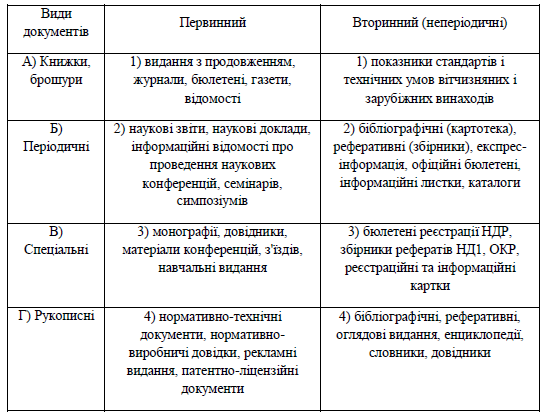 Види
документів
Первинний
Вторинний (неперіодичні)
А) Книжки,
брошури
1) видання з продовженням,
журнали, бюлетені, газети,
відомості
1) показники стандартів і
технічних умов вітчизняних і
зарубіжних винаходів
Б)
Періодичні
2) наукові звіти, наукові доклади,
інформаційні відомості про
проведення наукових
конференцій, семінарів,
симпозіумів
2) бібліографічні (картотека),
реферативні (збірники), експрес-
інформація, офіційні бюлетені,
інформаційні листки, каталоги
В)
Спеціальні
3) монографії, довідники,
матеріали конференцій, з'їздів,
навчальні видання
3) бюлетені реєстрації НДР,
збірники рефератів НД1, ОКР,
реєстраційні та інформаційні
картки
Г) Рукописні
4) нормативно-технічні
документи, нормативно-
виробничі довідки, рекламні
видання, патентно-ліцензійні
документи
4) бібліографічні, реферативні,
оглядові видання, енциклопедії,
словники, довідники